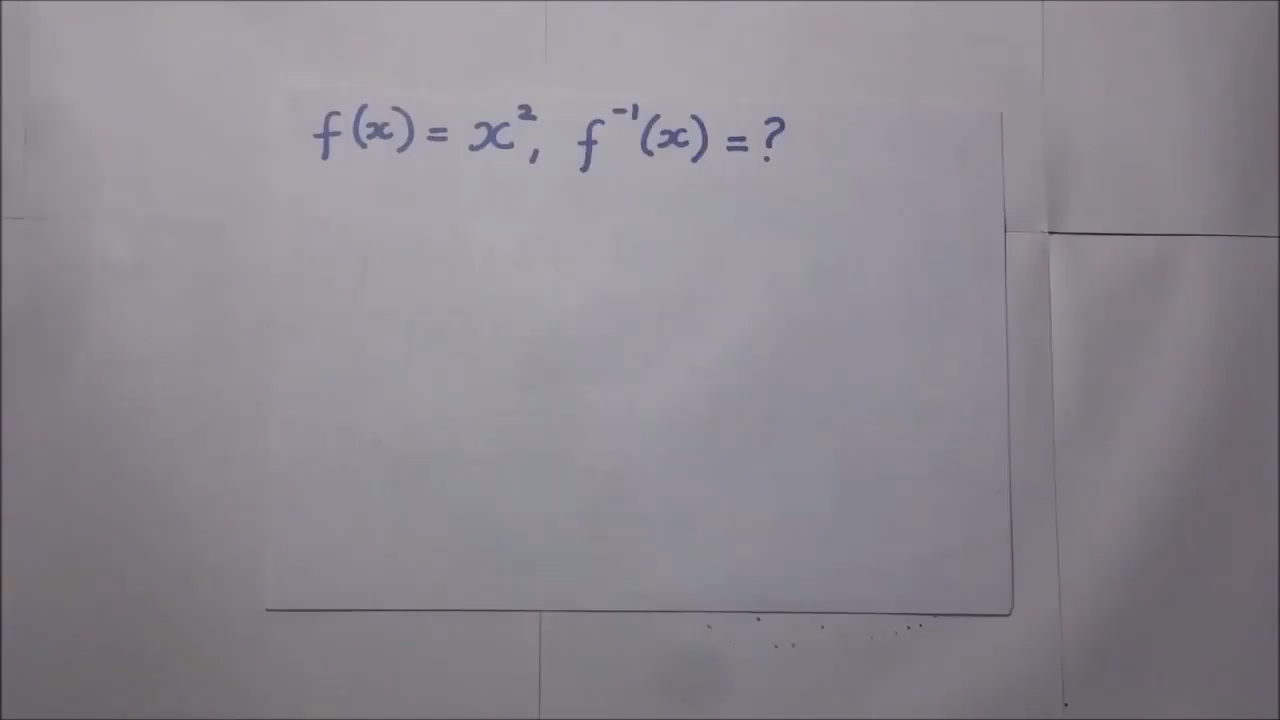 f(x) = x², f⁻¹(x) = ?